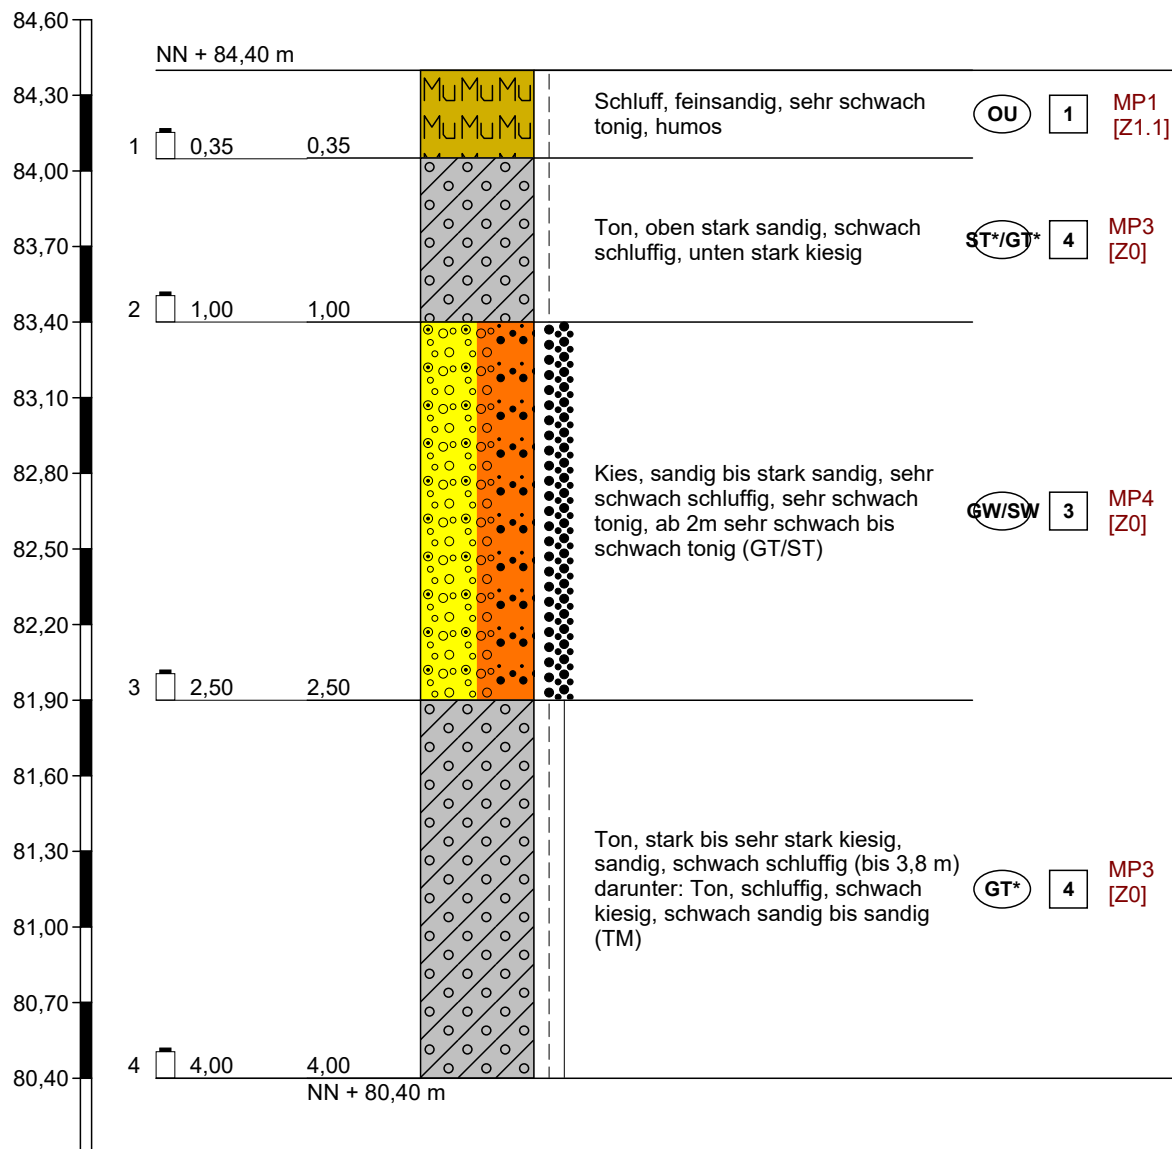 84,60
NN + 84,40 m
84,30
Mu Mu Mu
Mu Mu Mu
Schluff, feinsandig, sehr schwach
tonig, humos
OU
1
MP1
[Z1.1]
1
0,35
0,35
84,00
83,70
Ton, oben stark sandig, schwach
schluffig, unten stark kiesig
ST*/GT*
4
MP3
[Z0]
2
1,00
1,00
83,40
83,10
82,80
82,50
82,20
Kies, sandig bis stark sandig, sehr
schwach schluffig, sehr schwach
tonig, ab 2m sehr schwach bis
schwach tonig (GT/ST)
GW/SW
3
MP4
[Z0]
3
2,50
2,50
81,90
81,60
81,30
81,00
80,70
Ton, stark bis sehr stark kiesig,
sandig, schwach schluffig (bis 3,8 m)
darunter: Ton, schluffig, schwach
kiesig, schwach sandig bis sandig
(TM)
GT*
4
MP3
[Z0]
4
4,00
4,00
80,40
NN + 80,40 m